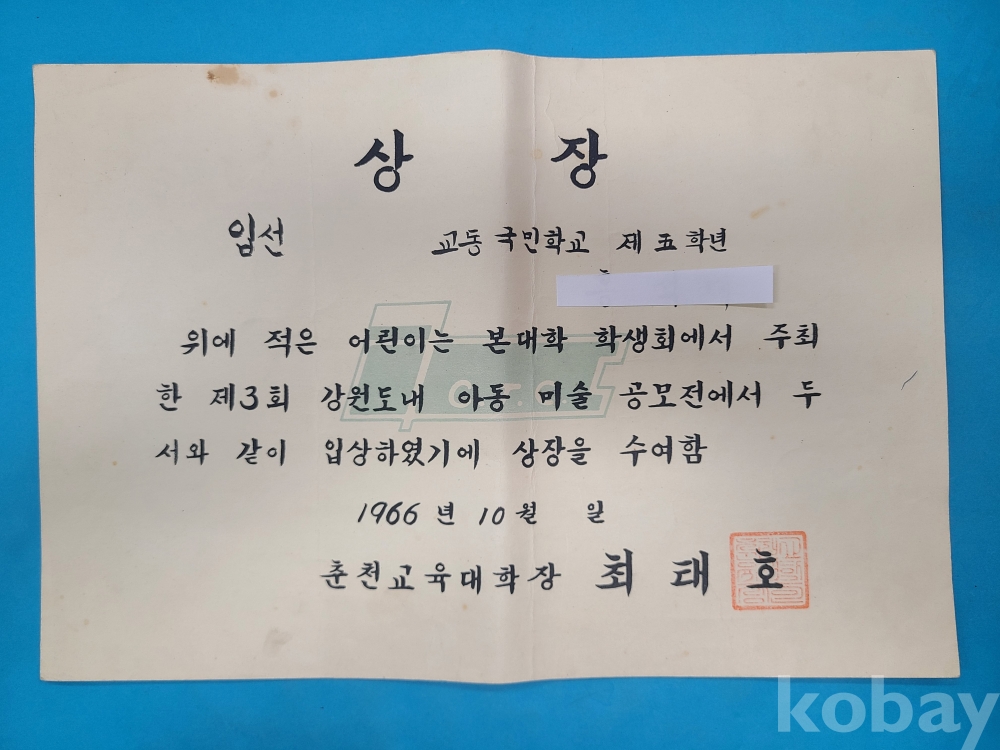 상 장
입선 교동 국민학교 제 五 학년
위에 적은 어린이는 본대학 학생회에서 주최
한 제3회 강원도내 아동 미술 공모전에서 두
서와 같이 입상하였기에 상장을 수여함
1966 년 10 월 일
춘천교육대학장 최 태 호
kobay